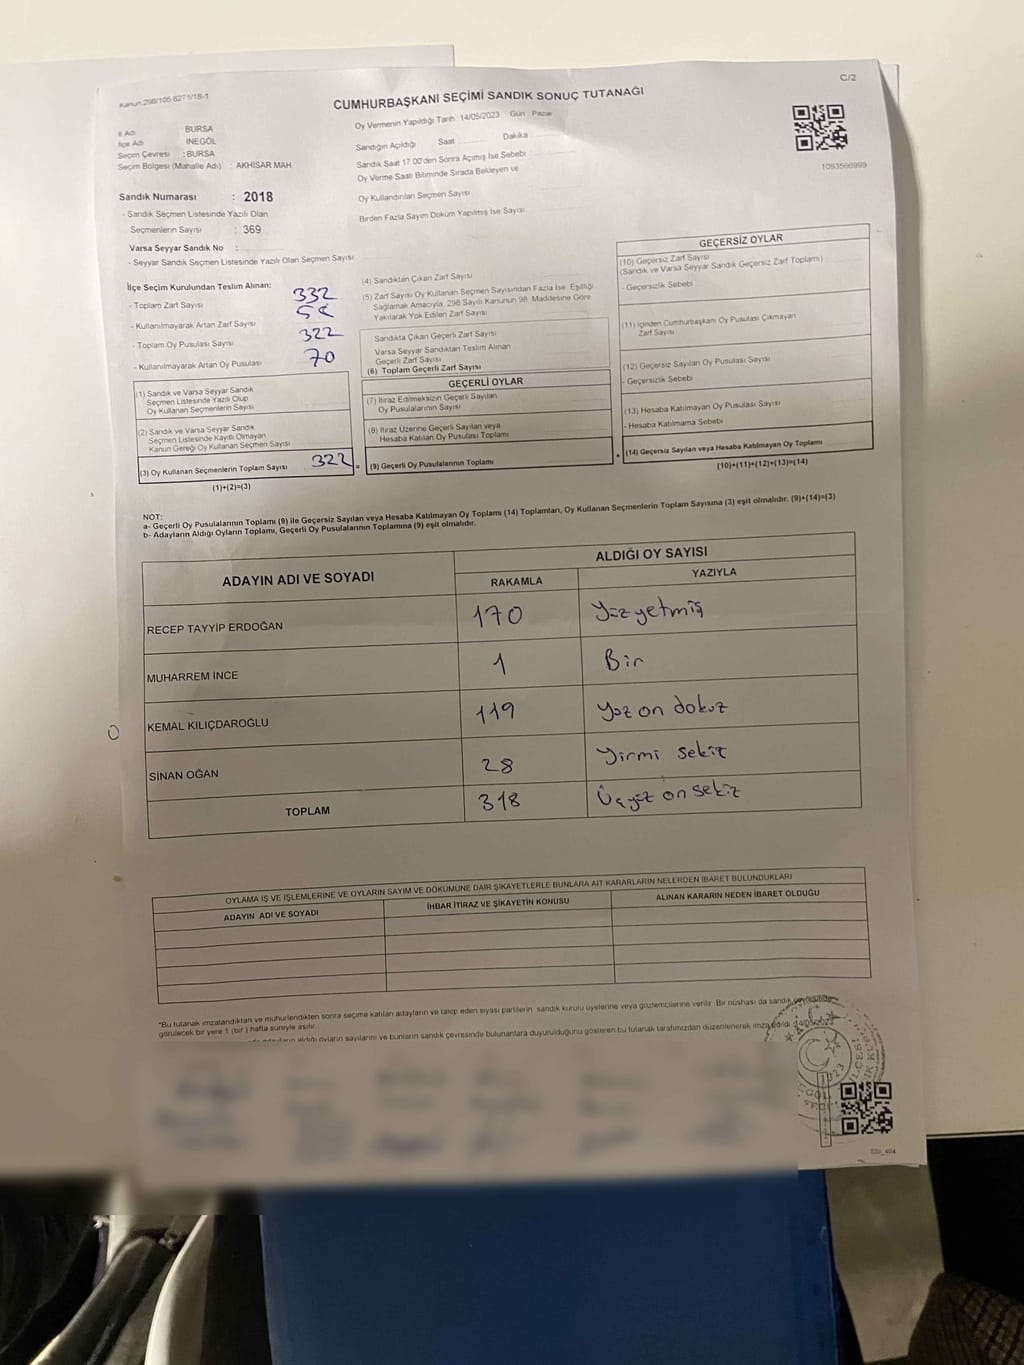 Kanun 298/105 6271/18-1
C/2
CUMHURBAŞKANI SEÇİMİ SANDIK SONUÇ TUTANAĞI
İl Adı BURSA
İlçe Adı İNEGÖL
Seçim Çevresi : BURSA
Seçim Bölgesi (Mahalle Adı) : AKHİSAR MAH.
Sandık Numarası : 2018
- Sandık Seçmen Listesinde Yazılı Olan
Seçmenlerin Sayısı : 369
Varsa Seyyar Sandık No :
- Seyyar Sandık Seçmen Listesinde Yazılı Olan Seçmen Sayısı
Oy Vermenin Yapıldığı Tarih : 14/05/2023 Gün : Pazar
Sandığın Açıldığı Saat Dakika
Sandık Saat 17.00'den Sonra Açımış İse Sebebi
Oy Verme Saati Bitiminde Sırada Bekleyen ve
Oy Kullandırılan Seçmen Sayısı
Birden Fazla Sayım Döküm Yapılmış İse Sayısı
1093566999
İlçe Seçim Kurulundan Teslim Alınan:
- Toplam Zarf Sayısı 332
- Kullanılmayarak Artan Zarf Sayısı
- Toplam Oy Pusulası Sayısı 322
- Kullanılmayarak Artan Oy Pusulası 70
(1) Sandık ve Varsa Seyyar Sandık
Seçmen Listesinde Yazılı Olup
Oy Kullanan Seçmenlerin Sayısı
(2) Sandık ve Varsa Seyyar Sandık
Seçmen Listesinde Kayıtlı Olmayan
Kanun Gereği Oy Kullanan Seçmen Sayısı
(3) Oy Kullanan Seçmenlerin Toplam Sayısı 322 =
(1)+(2)=(3)
(4) Sandıktan Çıkan Zarf Sayısı
(5) Zarf Sayısı Oy Kullanan Seçmen Sayısından Fazla İse, Eşitliği
Sağlamak Amacıyla, 298 Sayılı Kanunun 98. Maddesine Göre
Yakılarak Yok Edilen Zarf Sayısı
Sandıkta Çıkan Geçerli Zarf Sayısı
Varsa Seyyar Sandıktan Teslim Alınan
Geçerli Zarf Sayısı
(6) Toplam Geçerli Zarf Sayısı
GEÇERLİ OYLAR
(7) İtiraz Edilmeksizin Geçerli Sayılan
Oy Pusulalarının Sayısı
(8) İtiraz Üzerine Geçerli Sayılan veya
Hesaba Katılan Oy Pusulası Toplamı
(9) Geçerli Oy Pusulalarının Toplamı +
GEÇERSİZ OYLAR
(10) Geçersiz Zarf Sayısı
(Sandık ve Varsa Seyyar Sandık Geçersiz Zarf Toplamı)
- Geçersizlik Sebebi
(11) İçinden Cumhurbaşkanı Oy Pusulası Çıkmayan
Zarf Sayısı
(12) Geçersiz Sayılan Oy Pusulası Sayısı
- Geçersizlik Sebebi
(13) Hesaba Katılmayan Oy Pusulası Sayısı
- Hesaba Katılmama Sebebi
(14) Geçersiz Sayılan veya Hesaba Katılmayan Oy Toplamı
(10)+(11)+(12)+(13)=(14)
NOT:
a- Geçerli Oy Pusulalarının Toplamı (9) ile Geçersiz Sayılan veya Hesaba Katılmayan Oy Toplamı (14) Toplamları, Oy Kullanan Seçmenlerin Toplam Sayısına (3) eşit olmalıdır. (9)+(14)=(3)
b- Adayların Aldığı Oyların Toplamı, Geçerli Oy Pusulalarının Toplamına (9) eşit olmalıdır.
ADAYIN ADI VE SOYADI ALDIĞI OY SAYISI
RAKAMLA YAZIYLA
RECEP TAYYİP ERDOĞAN 170 Yüzyetmiş
MUHARREM İNCE 1 Bir
KEMAL KILIÇDAROĞLU 119 Yüz on dokuz
SİNAN OĞAN 28 Yirmi sekiz
TOPLAM 318 Üçyüz on sekiz
OYLAMA İŞ VE İŞLEMLERİNE VE OYLARIN SAYIM VE DÖKÜMÜNE DAİR ŞİKAYETLERLE BUNLARA AİT KARARLARIN NELERDEN İBARET BULUNDUKLARI
ADAYIN ADI VE SOYADI İHBAR İTİRAZ VE ŞİKAYETİN KONUSU ALINAN KARARIN NEDEN İBARET OLDUĞU
*Bu tutanak imzalandıktan ve mühürlendikten sonra seçime katılan adayların ve talep eden siyasi partilerin sandık kurulu üyelerine veya gözlemcilerine verilir. Bir nüshası da sandık
görülecek bir yere 1 (bir) hafta süreyle asılır.
aldığı oyların sayılarını ve bunların sandık çevresinde bulunanlara duyurulduğunu gösteren bu tutanak tarafımızdan düzenlenerek